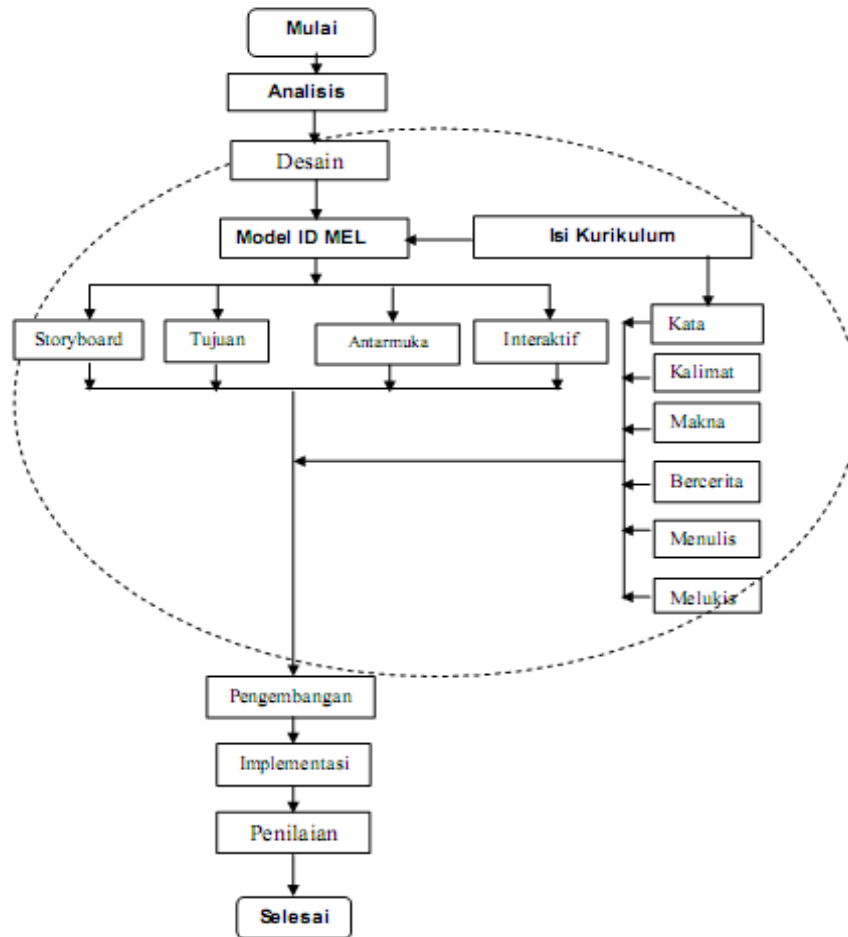 Mulai
Analisis
Desain
Model ID MEL
Isi Kurikulum
Storyboard
Tujuan
Antarmuka
Interaktif
Kata
Kalimat
Makna
Bercerita
Menulis
Melukis
Pengembangan
Implementasi
Penilaian
Selesai